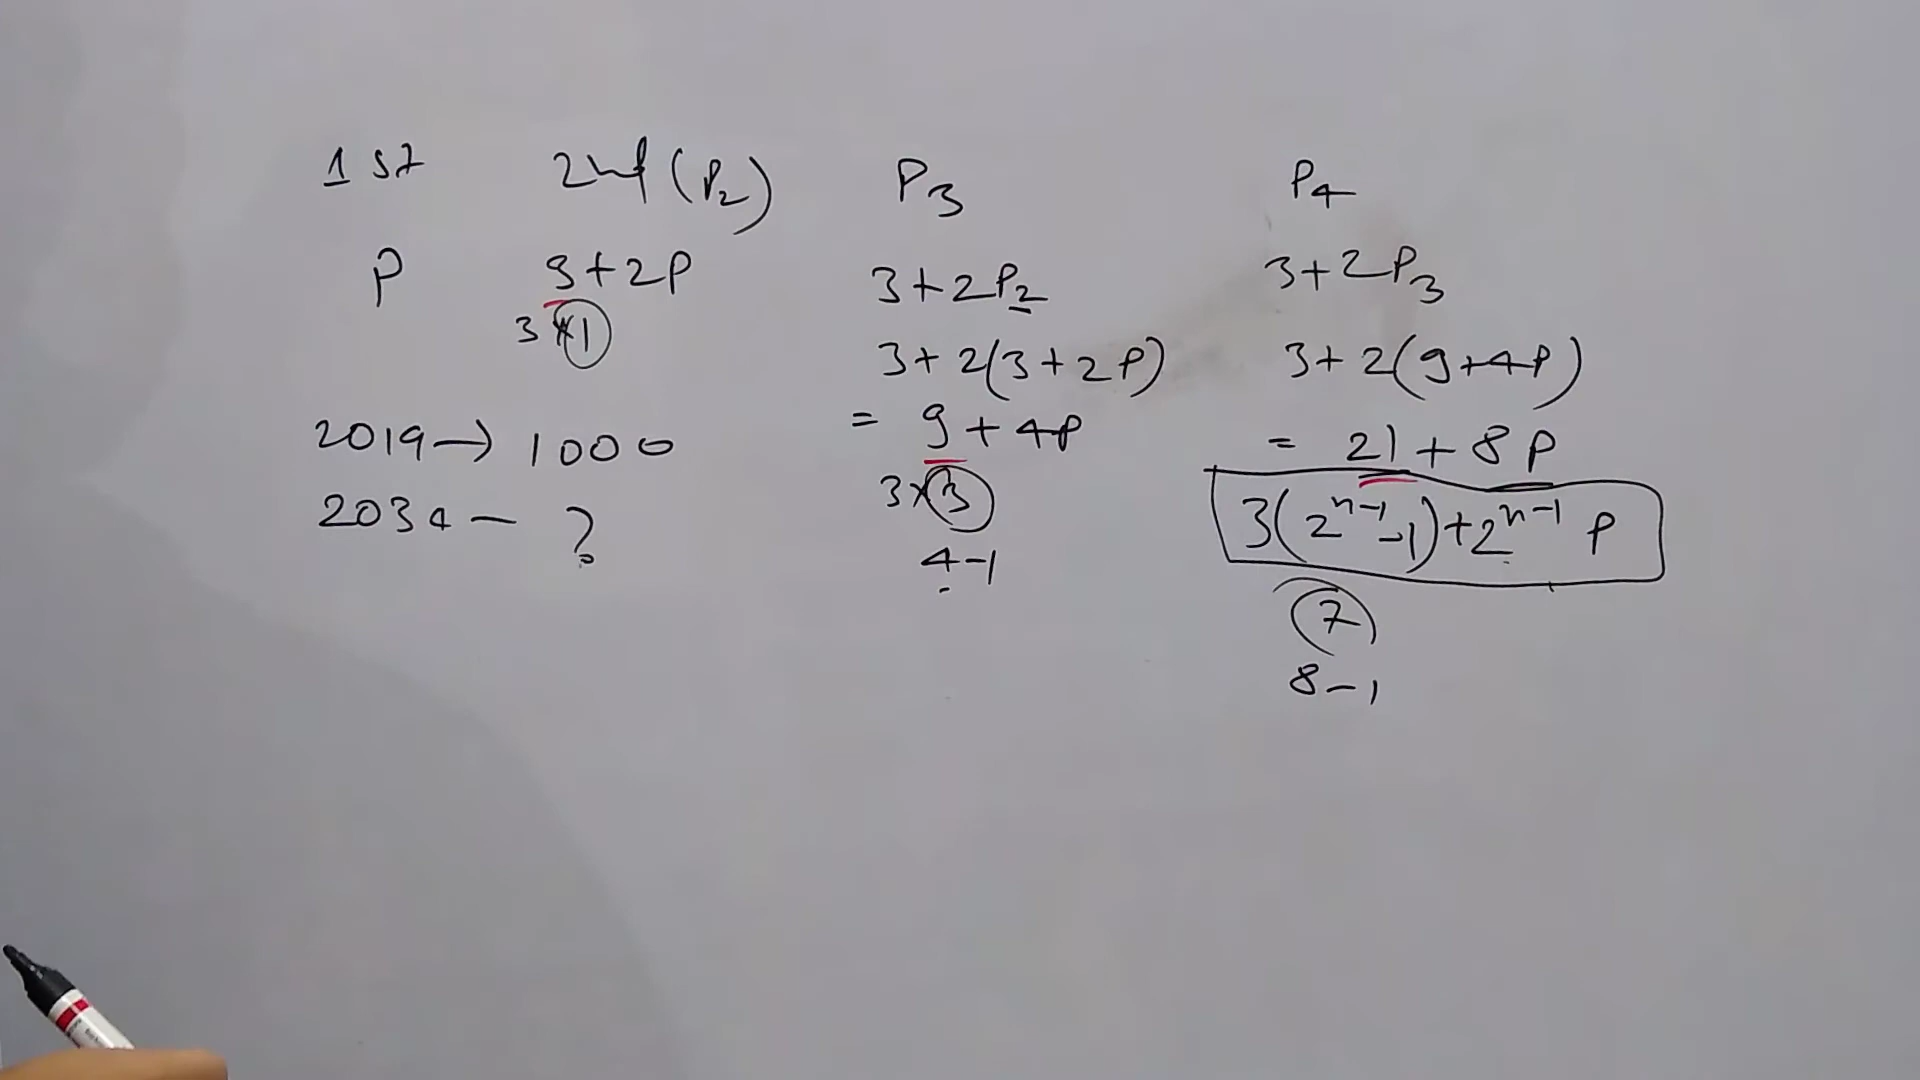 1st 2nd (P₂) P₃ P₄
P 3+2P 3+2P₂ 3+2P₃
3×1 3+2(3+2P) 3+2(9+4P)
2019→1000 = 9+4P = 21+8P
2034 – ? 3×3 3(2ⁿ⁻¹-1)+2ⁿ⁻¹ P
4-1 7
8-1